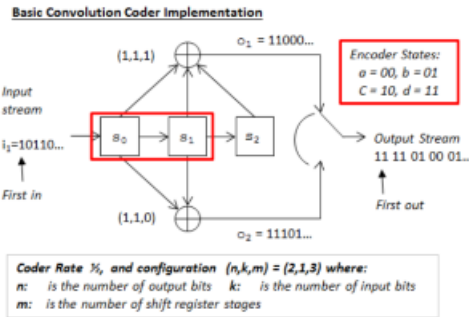 Basic Convolution Coder Implementation
(1,1,1)
o₁ = 11000...
Encoder States:
a = 00, b = 01
C = 10, d = 11
Input
stream
i₁=10110...
s₀
s₁
s₂
Output Stream
11 11 01 00 01..
First in
First out
(1,1,0)
o₂ = 11101...
Coder Rate ½, and configuration (n,k,m) = (2,1,3) where:
n: is the number of output bits k: is the number of input bits
m: is the number of shift register stages